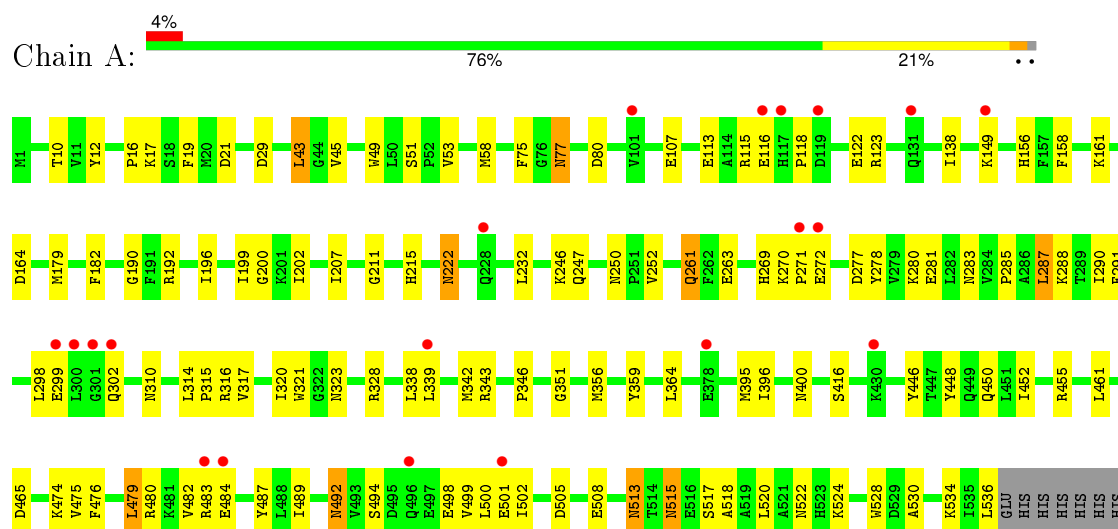 4%
Chain A:
76% 21% • •
M1 T10 V11 Y12 P16 K17 S18 F19 M20 D21 D29 L43 G44 V45 W49 L50 S51 P52 V53 M58 F75 G76 N77 D80 V101 E107 E113 A114 R115 E116 H117 P118 D119 E122 R123 Q131 I138 K149 H156 F157 F158 K161
D164 M179 F182 G190 F191 R192 I196 I199 G200 K201 I202 I207 G211 H215 N222 Q228 L232 K246 Q247 N250 P251 V252 Q261 F262 E263 H269 K270 P271 E272 D277 Y278 V279 K280 E281 L282 N283 V284 P285 A286 L287 K288 T289 I290
L298 E299 L300 G301 Q302 N310 L314 P315 R316 V317 I320 W321 G322 N323 R328 L338 L339 M342 R343 P346 G351 M356 Y359 L364 E378 M395 I396 N400 S416 K430 Y446 T447 Y448 Q449 Q450 L451 I452 R455 L461
D465 K474 V475 F476 L479 R480 K481 V482 R483 E484 Y487 L488 I489 N492 V493 S494 D495 Q496 E497 E498 V499 L500 E501 I502 D505 E508 N513 T514 N515 E516 S517 A518 A519 L520 A521 N522 H523 K524 W528 D529 A530 K534 I535 L536 GLU HIS HIS HIS HIS HIS